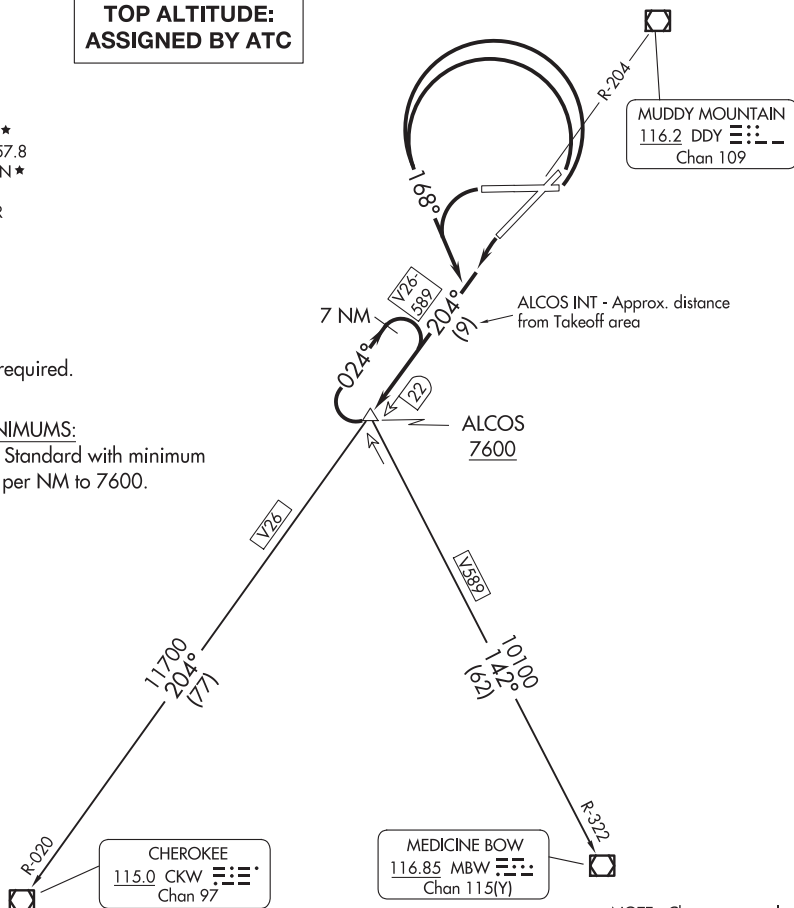 TOP ALTITUDE:
ASSIGNED BY ATC
R-204
MUDDY MOUNTAIN
116.2 DDY
Chan 109
57.8
N
R
168°
V26-
589
204°
(9)
ALCOS INT - Approx. distance
from Takeoff area
7 NM
024°
22
required.
ALCOS
7600
NIMUMS:
Standard with minimum
per NM to 7600.
V26
V589
11700
204°
(77)
10100
142°
(62)
R-020
R-322
CHEROKEE
115.0 CKW
Chan 97
MEDICINE BOW
116.85 MBW
Chan 115(Y)